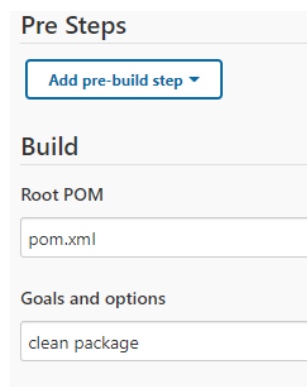 Pre Steps
Add pre-build step
Build
Root POM
pom.xml
Goals and options
clean package